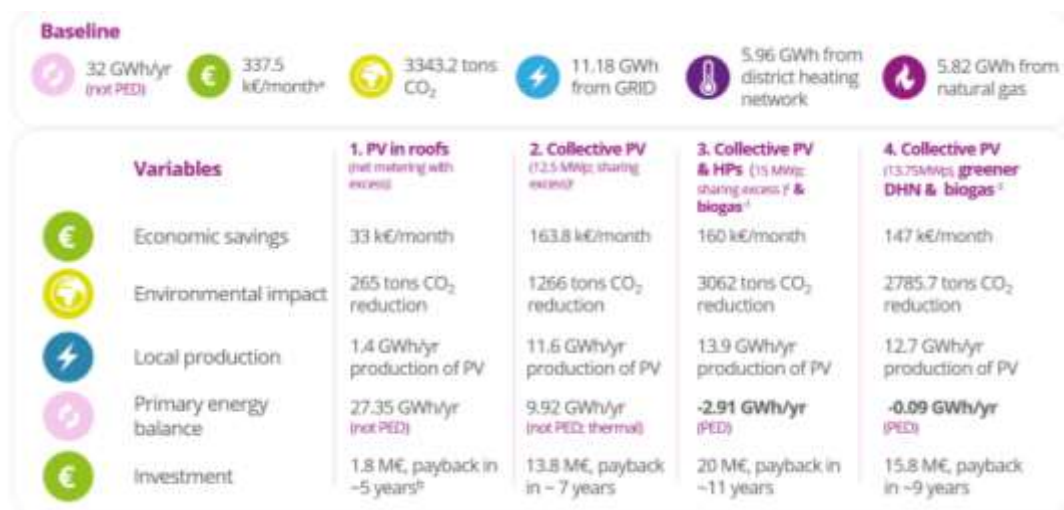 Baseline
32 GWh/yr
(not PED)
337.5
k€/monthᵃ
3343.2 tons
CO₂
11.18 GWh
from GRID
5.96 GWh from
district heating
network
5.82 GWh from
natural gas
Variables
1. PV in roofs
(net metering with
excess)
2. Collective PV
(12.5 MWp; sharing
excess)
3. Collective PV
& HPs (15 MWp;
sharing excess) &
biogas
4. Collective PV
(13.75MWp), greener
DHN & biogas
Economic savings
33 k€/month
163.8 k€/month
160 k€/month
147 k€/month
Environmental impact
265 tons CO₂
reduction
1266 tons CO₂
reduction
3062 tons CO₂
reduction
2785.7 tons CO₂
reduction
Local production
1.4 GWh/yr
production of PV
11.6 GWh/yr
production of PV
13.9 GWh/yr
production of PV
12.7 GWh/yr
production of PV
Primary energy
balance
27.35 GWh/yr
(not PED)
9.92 GWh/yr
(not PED; thermal)
-2.91 GWh/yr
(PED)
-0.09 GWh/yr
(PED)
Investment
1.8 M€, payback in
~5 yearsᵇ
13.8 M€, payback
in ~ 7 years
20 M€, payback in
~11 years
15.8 M€, payback
in ~9 years